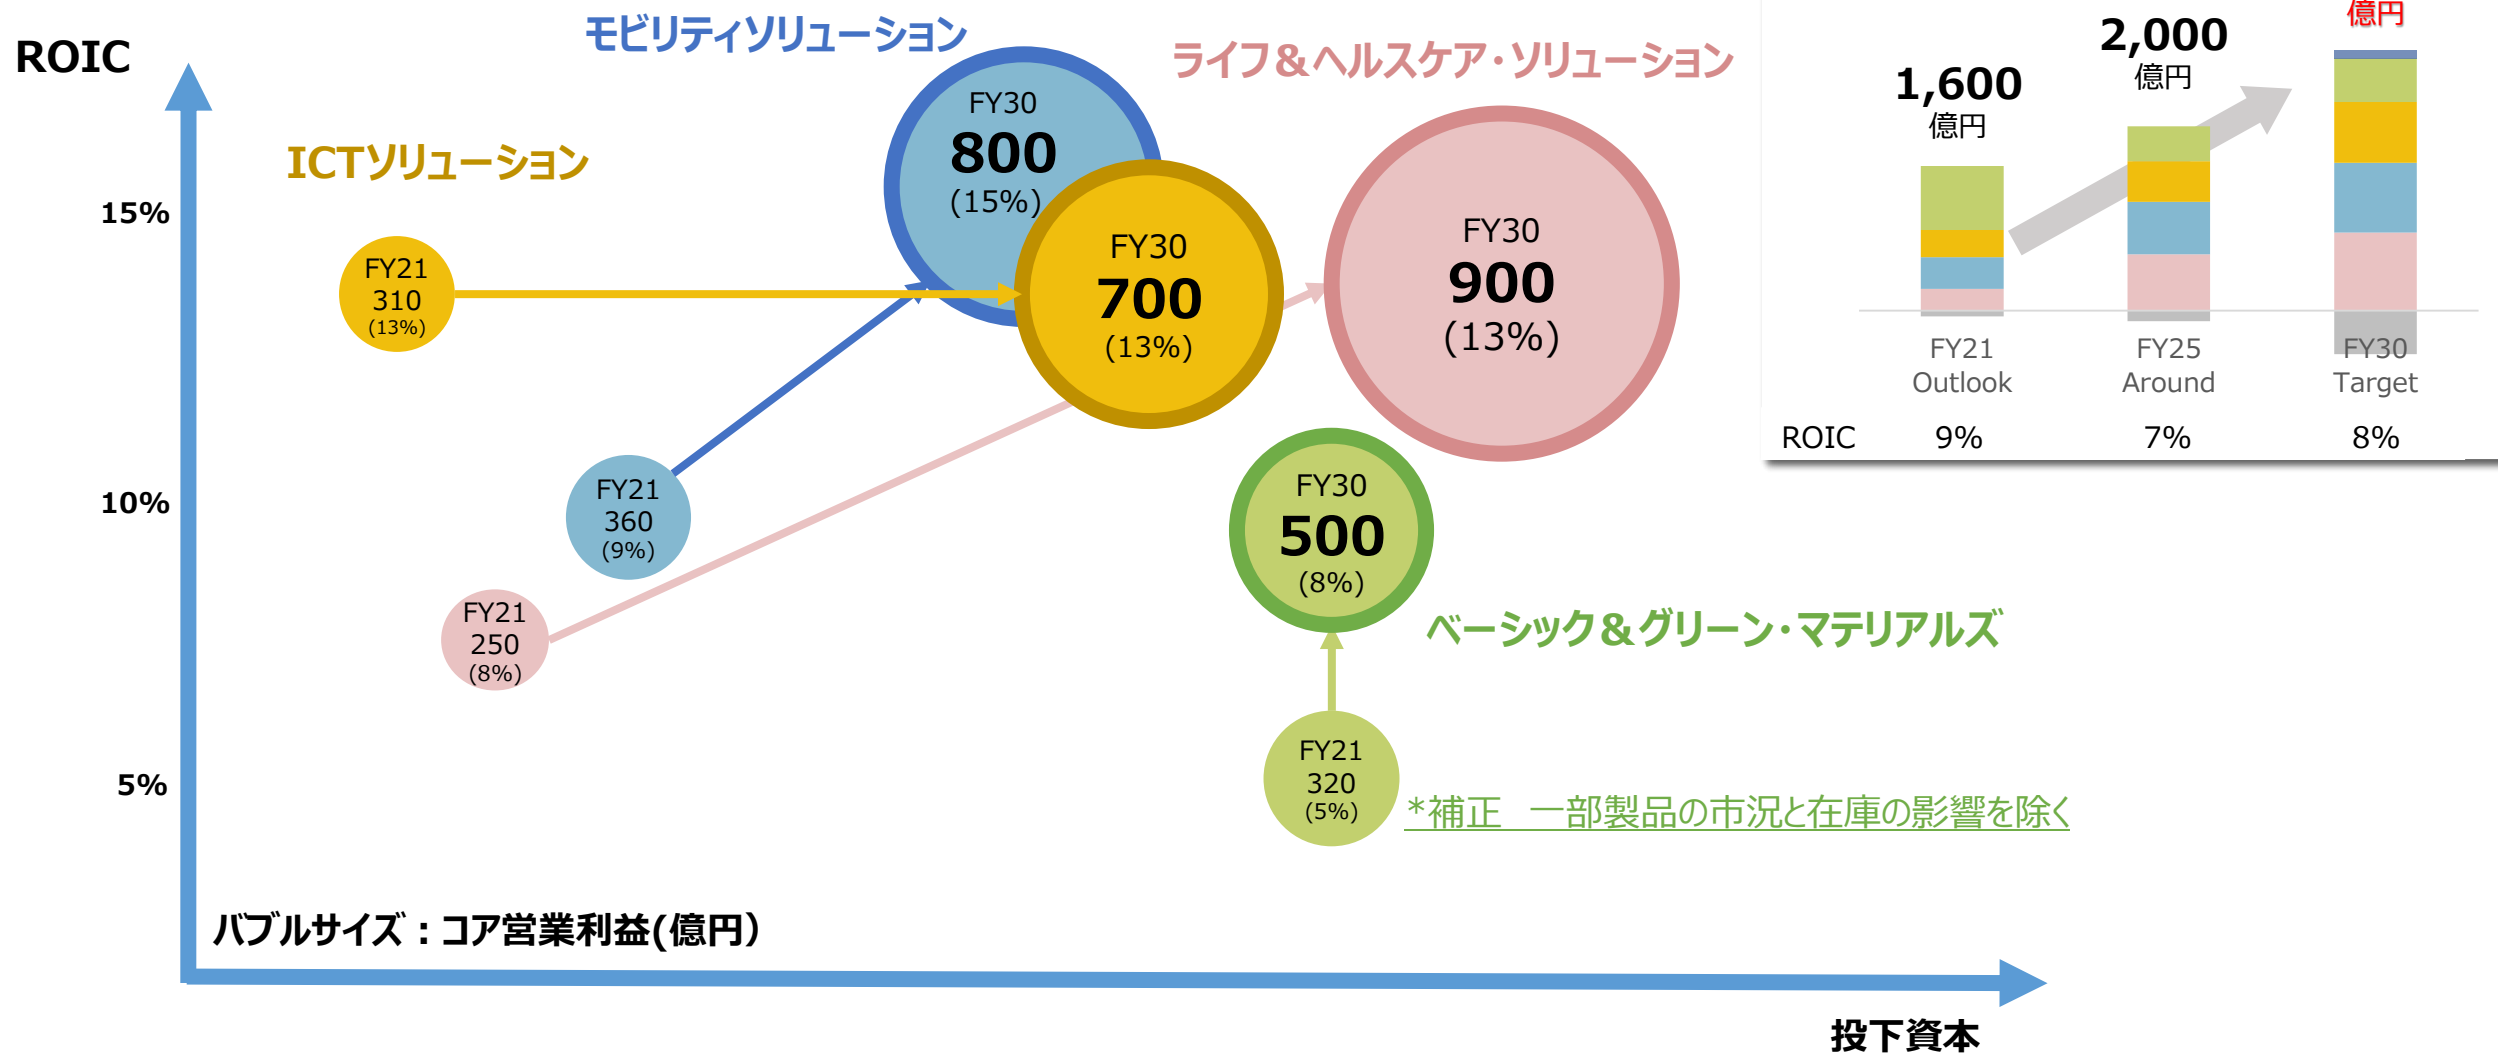 ROIC
モビリティソリューション
ライフ＆ヘルスケア・ソリューション
ICTソリューション
15%
10%
5%
FY21
310
(13%)
FY30
800
(15%)
FY30
700
(13%)
FY30
900
(13%)
FY21
360
(9%)
FY21
250
(8%)
FY30
500
(8%)
ベーシック＆グリーン・マテリアルズ
FY21
320
(5%)
*補正　一部製品の市況と在庫の影響を除く
バブルサイズ：コア営業利益(億円）
投下資本
1,600
億円
2,000
億円
億円
FY21
Outlook
FY25
Around
FY30
Target
ROIC 9% 7% 8%